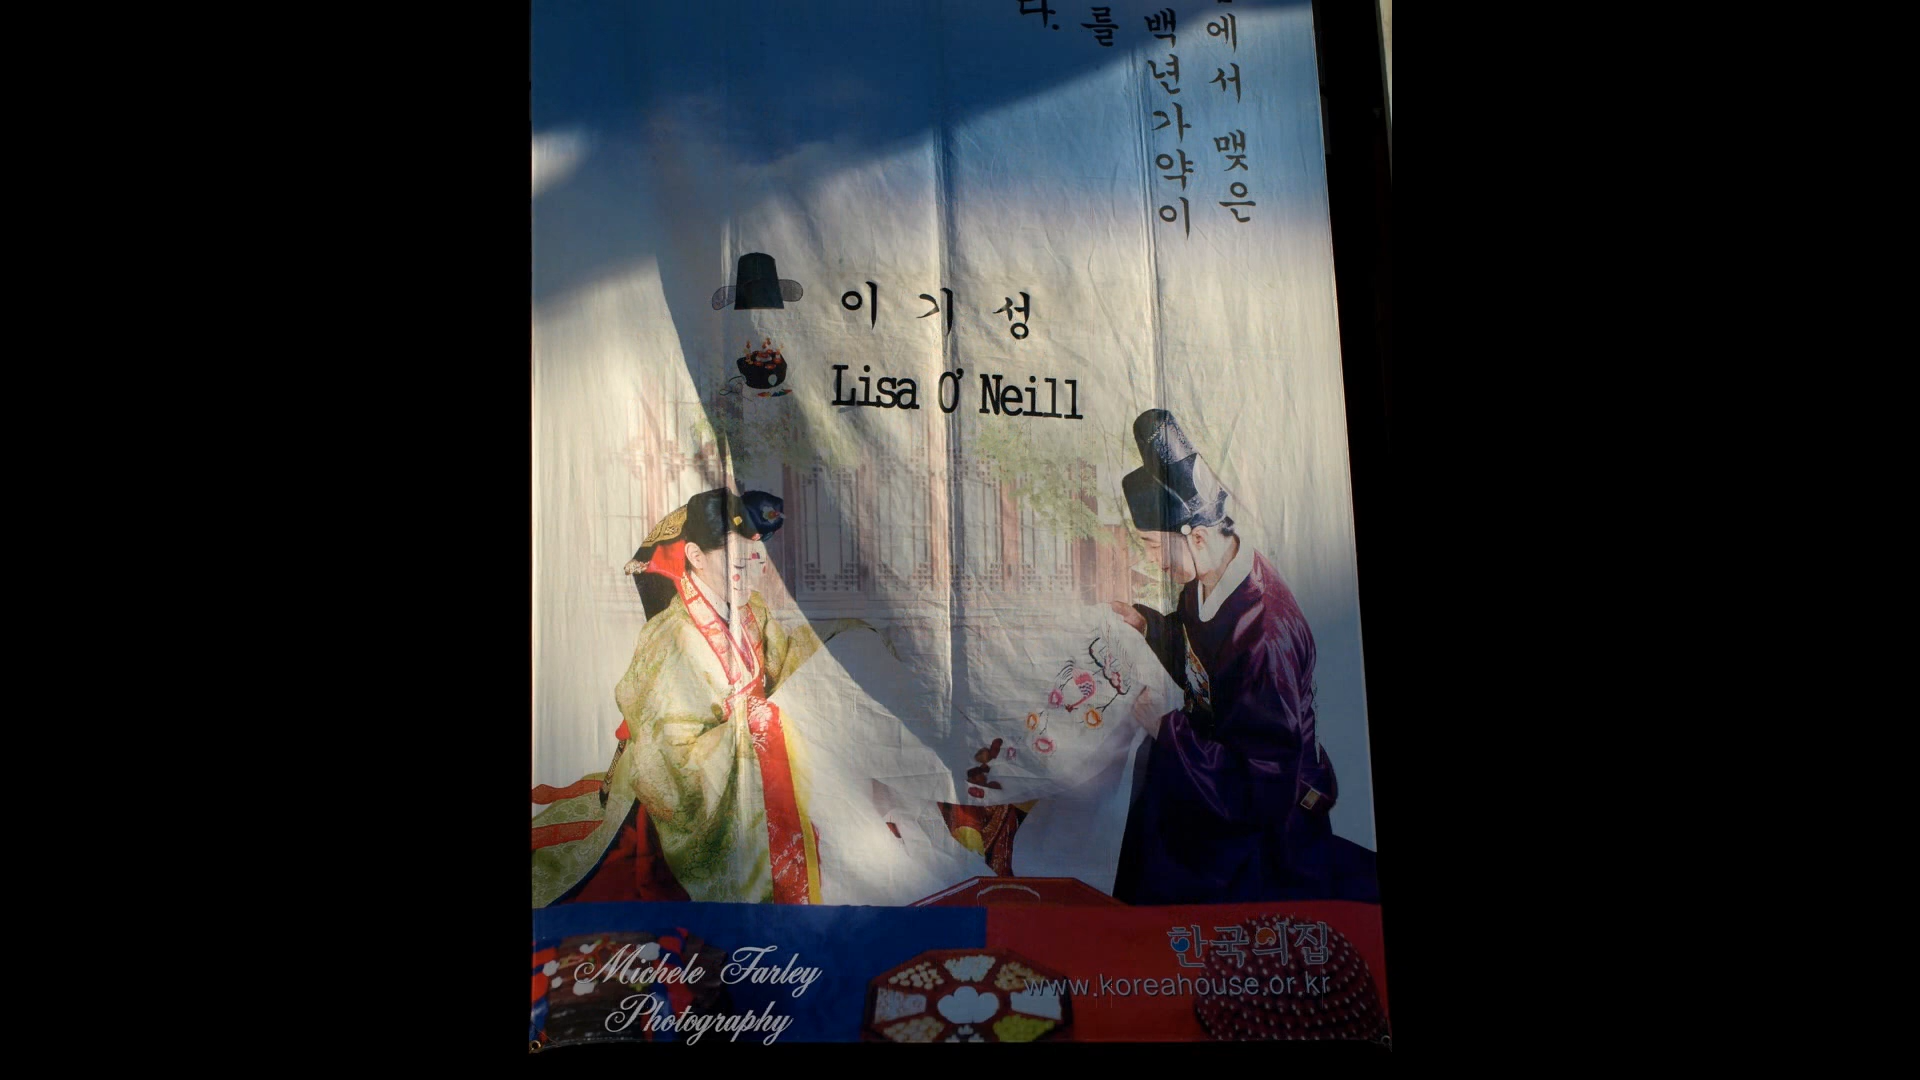 에서 맺은
백년가약이
를
다.
이기성
Lisa O'Neill
한국의집
www.koreahouse.or.kr
Michele Farley
Photography